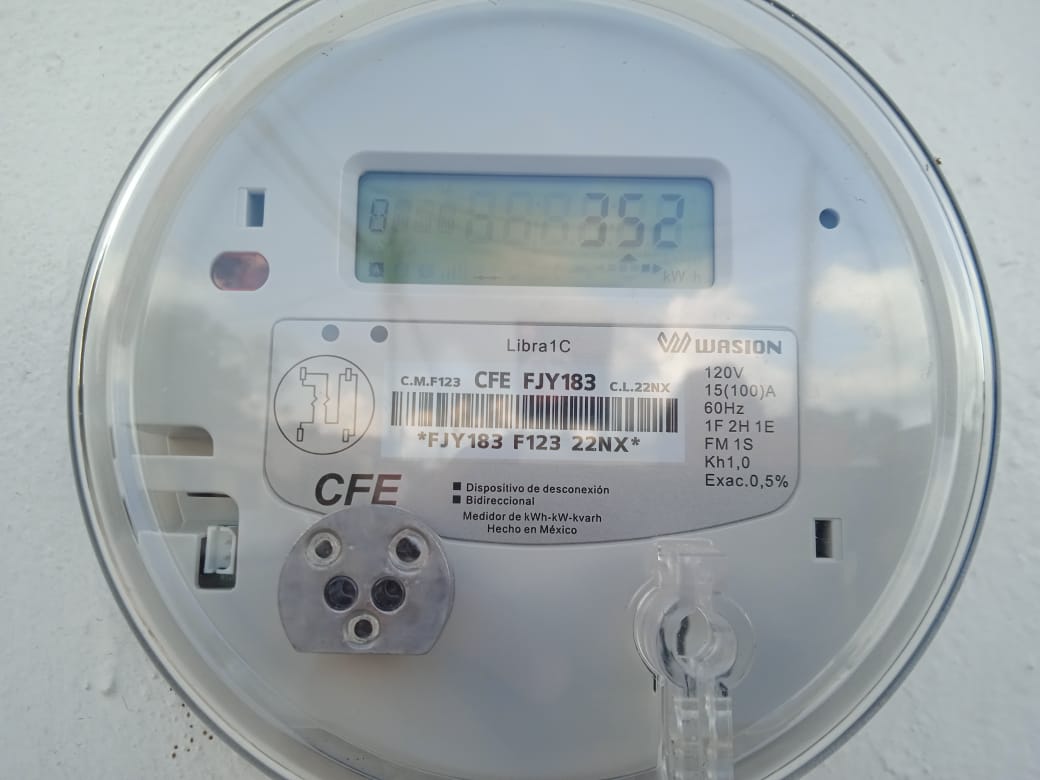 352
kW h
Libra1C
WASION
C.M.F123 CFE FJY183 C.L.22NX
*FJY183 F123 22NX*
120V
15(100)A
60Hz
1F 2H 1E
FM 1S
Kh1,0
Exac.0,5%
CFE
Dispositivo de desconexión
Bidireccional
Medidor de kWh-kW-kvarh
Hecho en México